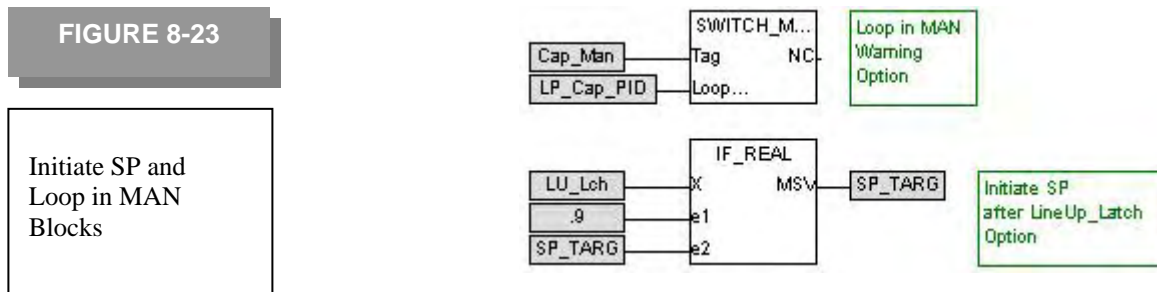 FIGURE 8-23
Initiate SP and
Loop in MAN
Blocks
SWITCH_M...
Cap_Man
Tag
NC
LP_Cap_PID
Loop...
Loop in MAN
Warning
Option
IF_REAL
LU_Lch
X
MSV
SP_TARG
.9
e1
SP_TARG
e2
Initiate SP
after LineUp_Latch
Option